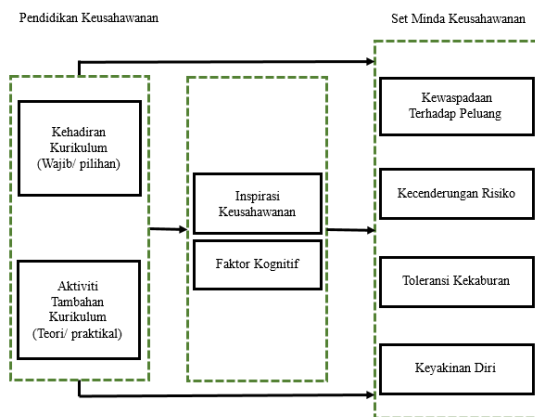 Pendidikan Keusahawanan
Set Minda Keusahawanan
Kehadiran
Kurikulum
(Wajib/ pilihan)
Aktiviti
Tambahan
Kurikulum
(Teori/ praktikal)
Inspirasi
Keusahawanan
Faktor Kognitif
Kewaspadaan
Terhadap Peluang
Kecenderungan Risiko
Toleransi Kekaburan
Keyakinan Diri